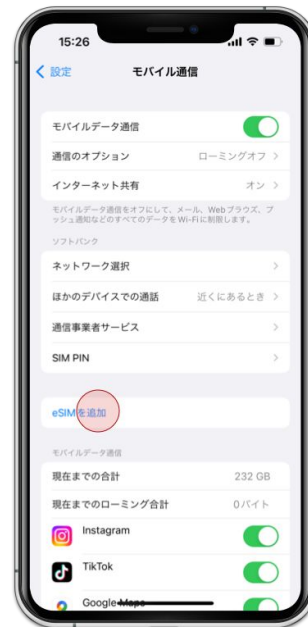 15:26
設定
モバイル通信
モバイルデータ通信
通信のオプション ローミングオフ
インターネット共有 オン
モバイルデータ通信をオフにして、メール、Webブラウズ、プ
ッシュ通知などのすべてのデータをWi-Fiに制限します。
ソフトバンク
ネットワーク選択
ほかのデバイスでの通話 近くにあるとき
通信事業者サービス
SIM PIN
eSIMを追加
モバイルデータ通信
現在までの合計 232 GB
現在までのローミング合計 0バイト
Instagram
TikTok
Google Maps